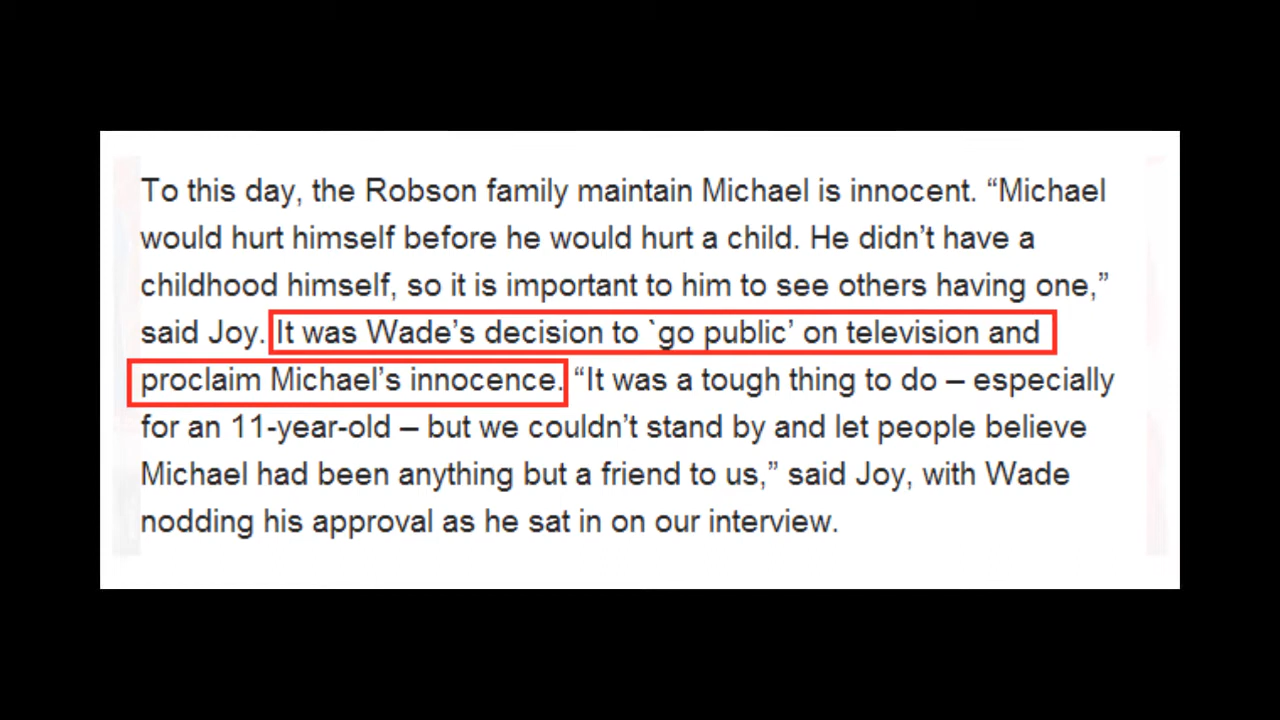 To this day, the Robson family maintain Michael is innocent. “Michael
would hurt himself before he would hurt a child. He didn’t have a
childhood himself, so it is important to him to see others having one,”
said Joy. It was Wade’s decision to `go public’ on television and
proclaim Michael’s innocence. “It was a tough thing to do – especially
for an 11-year-old – but we couldn’t stand by and let people believe
Michael had been anything but a friend to us,” said Joy, with Wade
nodding his approval as he sat in on our interview.